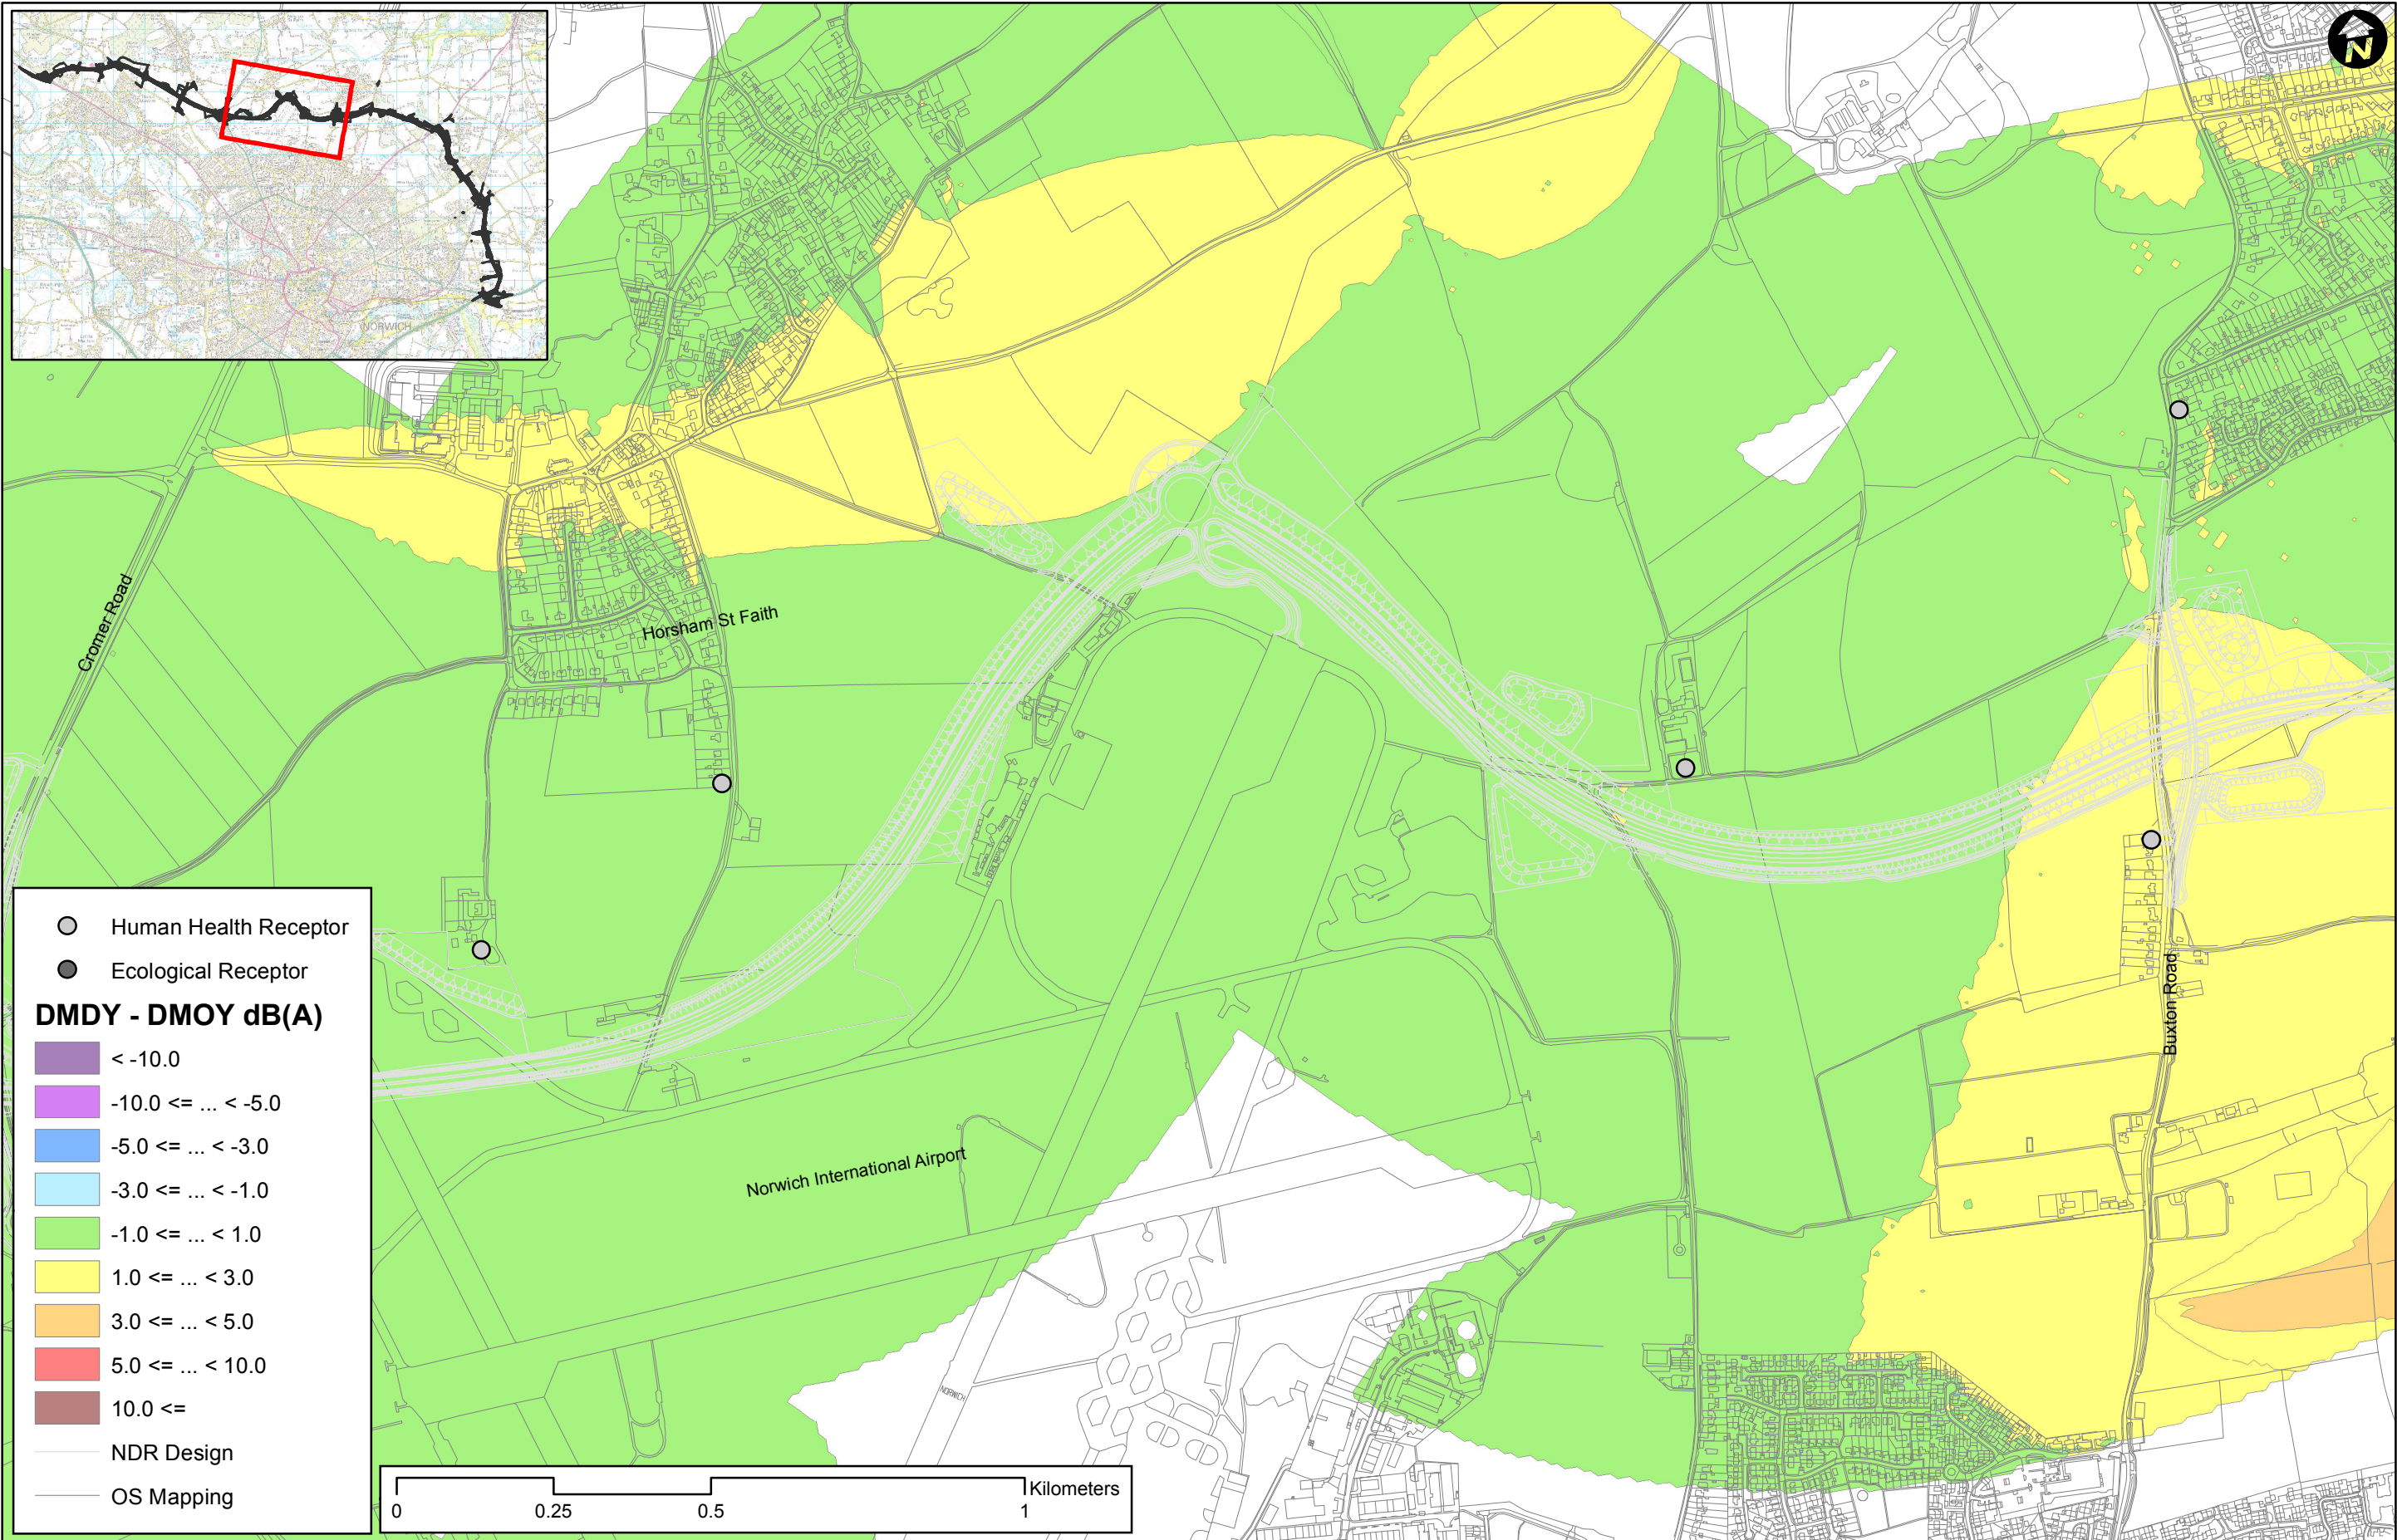 NORWICH
N
Cromer Road
Horsham St Faith
Buxton Road
Norwich International Airport
NORWICH
Human Health Receptor
Ecological Receptor
DMDY - DMOY dB(A)
< -10.0
-10.0 <= ... < -5.0
-5.0 <= ... < -3.0
-3.0 <= ... < -1.0
-1.0 <= ... < 1.0
1.0 <= ... < 3.0
3.0 <= ... < 5.0
5.0 <= ... < 10.0
10.0 <=
NDR Design
OS Mapping
Kilometers
0 0.25 0.5 1